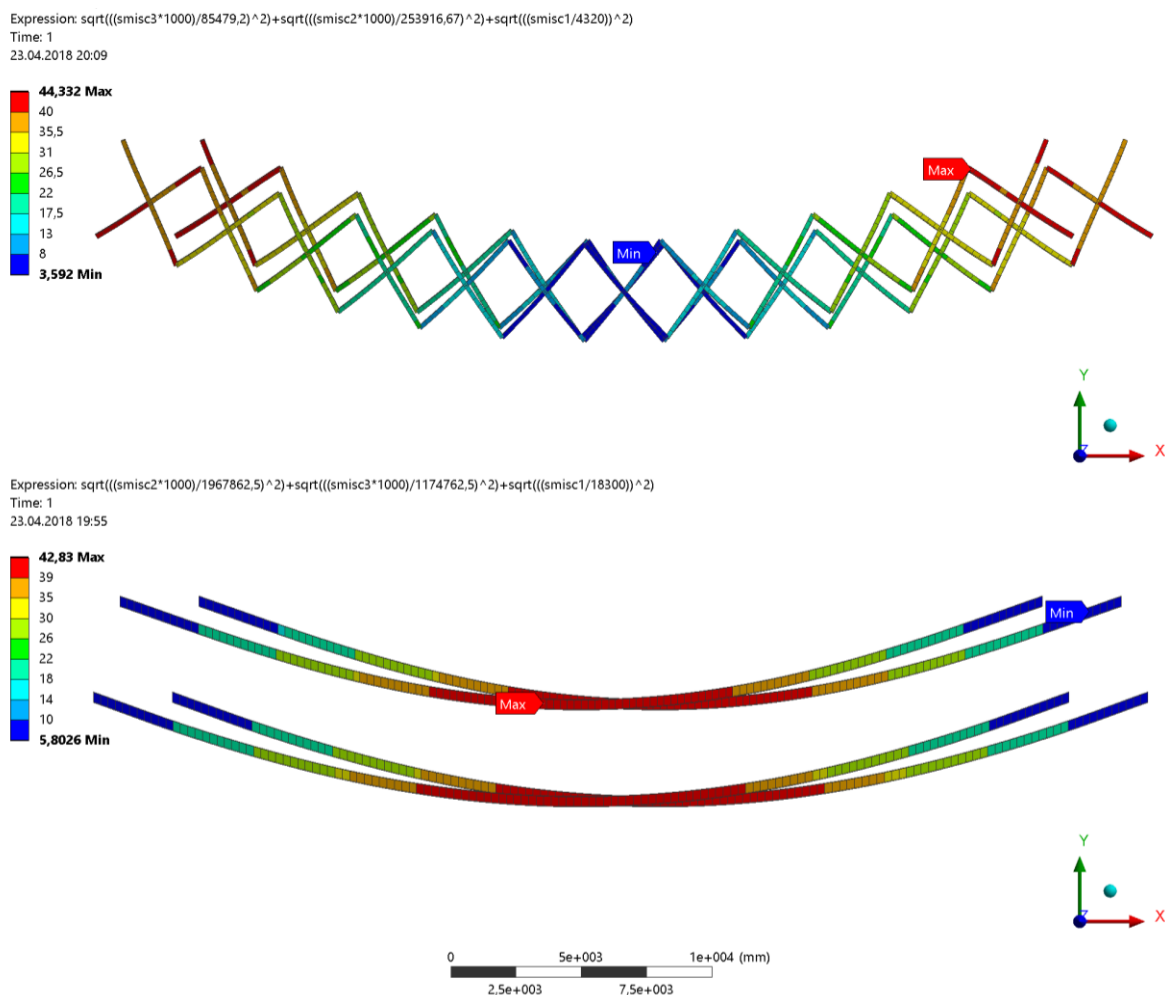 Expression: sqrt(((smisc3*1000)/85479,2)^2)+sqrt(((smisc2*1000)/253916,67)^2)+sqrt(((smisc1/4320))^2)
Time: 1
23.04.2018 20:09
44,332 Max
40
35,5
31
26,5
22
17,5
13
8
3,592 Min
Max
Min
Y
Z
X
Expression: sqrt(((smisc2*1000)/1967862,5)^2)+sqrt(((smisc3*1000)/1174762,5)^2)+sqrt(((smisc1/18300))^2)
Time: 1
23.04.2018 19:55
42,83 Max
39
35
30
26
22
18
14
10
5,8026 Min
Min
Max
Y
Z
X
0 5e+003 1e+004 (mm)
2,5e+003 7,5e+003